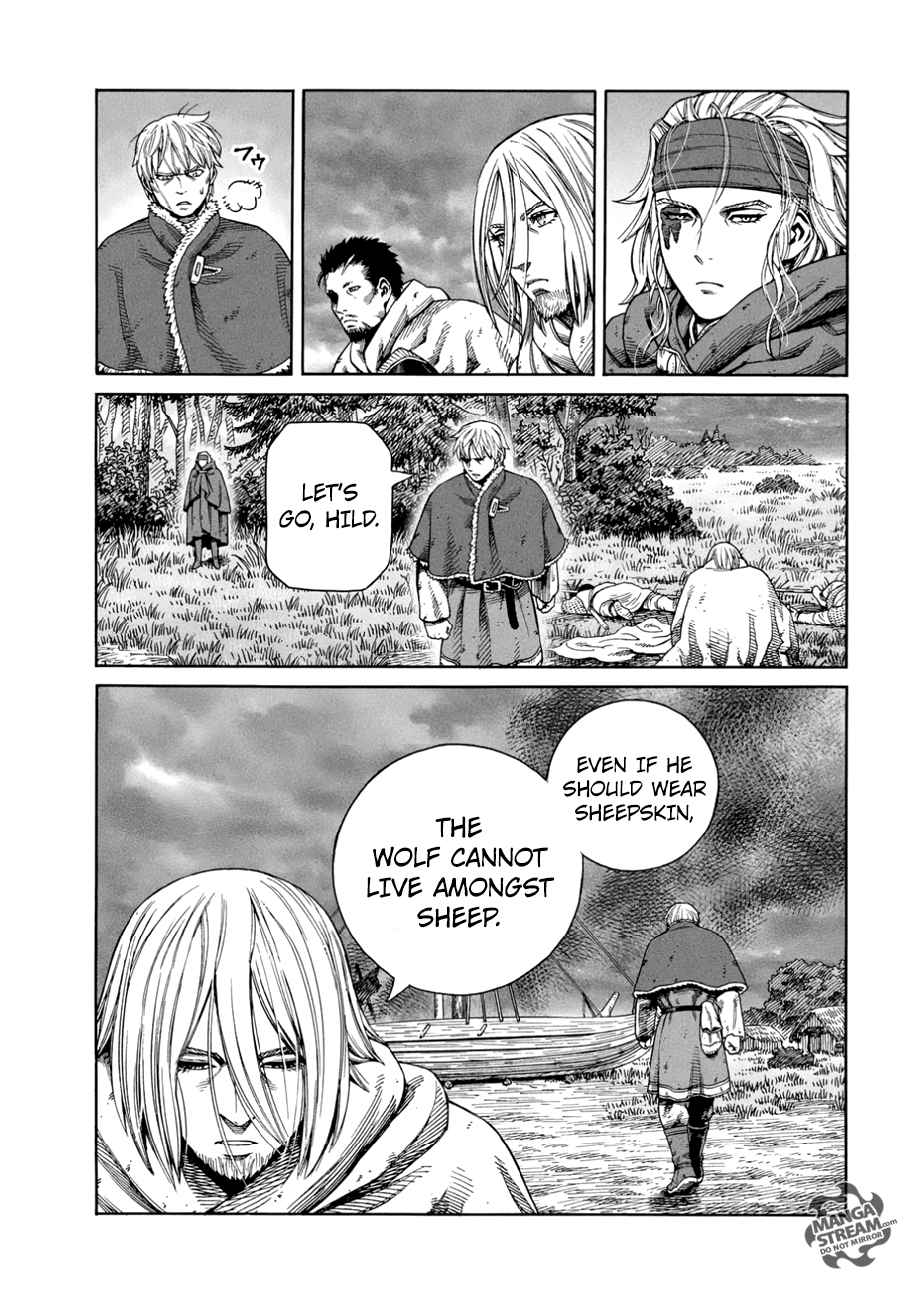 フゥ
LET'S
GO, HILD.
EVEN IF HE
SHOULD WEAR
SHEEPSKIN,
THE
WOLF CANNOT
LIVE AMONGST
SHEEP.
MANGA
STREAM.com
DO NOT MIRROR